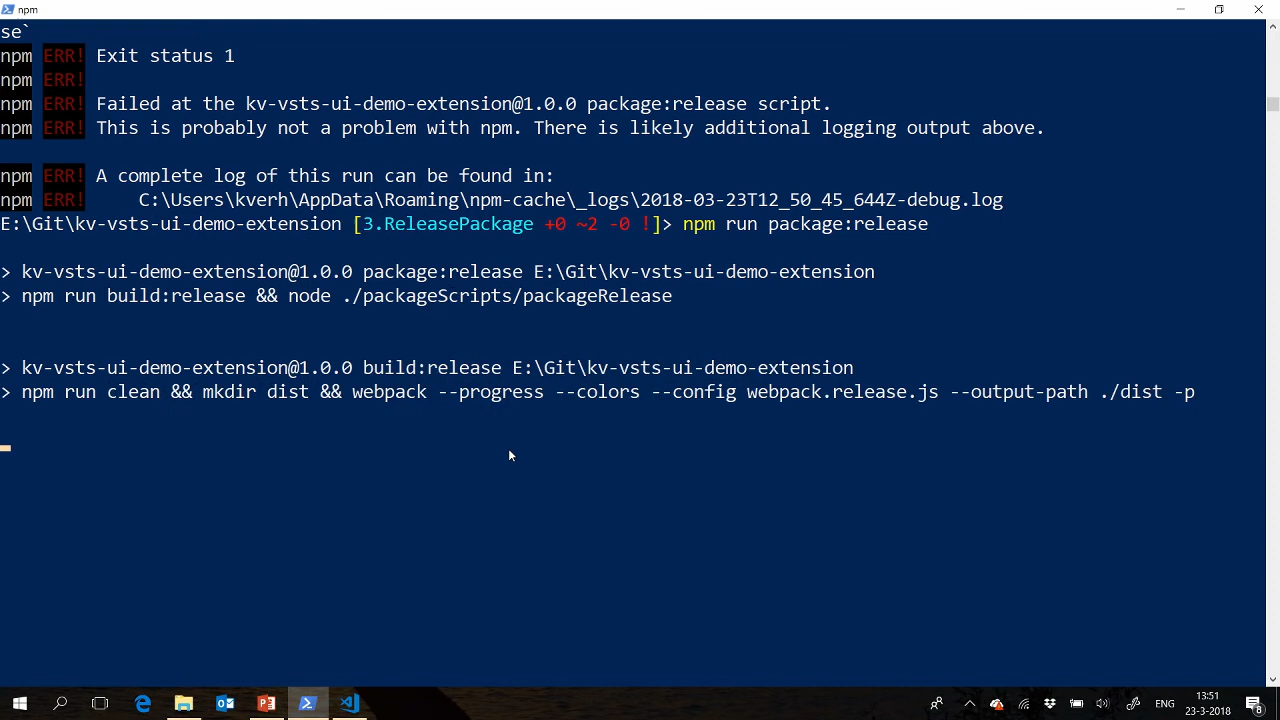 npm
se`
npm ERR! Exit status 1
npm ERR!
npm ERR! Failed at the kv-vsts-ui-demo-extension@1.0.0 package:release script.
npm ERR! This is probably not a problem with npm. There is likely additional logging output above.
npm ERR! A complete log of this run can be found in:
npm ERR!     C:\Users\kverh\AppData\Roaming\npm-cache\_logs\2018-03-23T12_50_45_644Z-debug.log
E:\Git\kv-vsts-ui-demo-extension [3.ReleasePackage +0 ~2 -0 !]> npm run package:release
> kv-vsts-ui-demo-extension@1.0.0 package:release E:\Git\kv-vsts-ui-demo-extension
> npm run build:release && node ./packageScripts/packageRelease
> kv-vsts-ui-demo-extension@1.0.0 build:release E:\Git\kv-vsts-ui-demo-extension
> npm run clean && mkdir dist && webpack --progress --colors --config webpack.release.js --output-path ./dist -p
ENG
13:51
23-3-2018
8